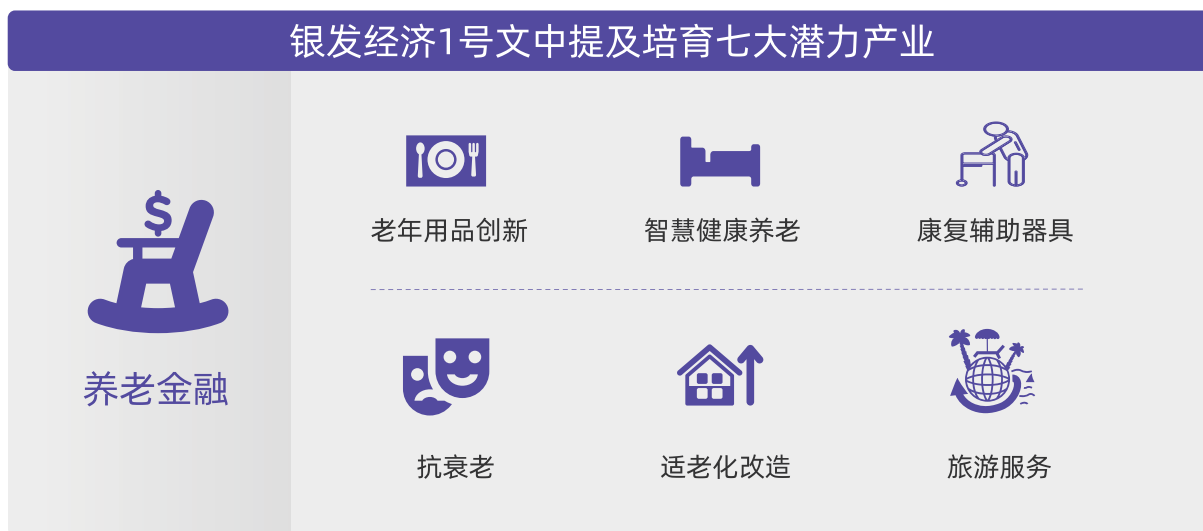 银发经济1号文中提及培育七大潜力产业
$
养老金融
老年用品创新
智慧健康养老
康复辅助器具
抗衰老
适老化改造
旅游服务